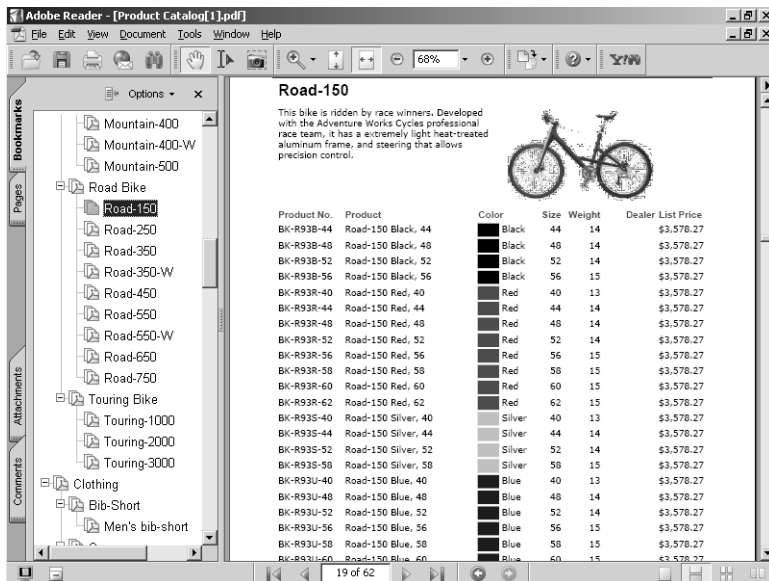 Adobe Reader - [Product Catalog[1].pdf]
File Edit View Document Tools Window Help
68%
Y!
Bookmarks
Pages
Attachments
Comments
Options
Mountain-400
Mountain-400-W
Mountain-500
Road Bike
Road-150
Road-250
Road-350
Road-350-W
Road-450
Road-550
Road-550-W
Road-650
Road-750
Touring Bike
Touring-1000
Touring-2000
Touring-3000
Clothing
Bib-Short
Men's bib-short
Road-150
This bike is ridden by race winners. Developed
with the Adventure Works Cycles professional
race team, it has a extremely light heat-treated
aluminum frame, and steering that allows
precision control.
Product No. Product Color Size Weight Dealer List Price
BK-R93B-44 Road-150 Black, 44 Black 44 14 $3,578.27
BK-R93B-48 Road-150 Black, 48 Black 48 14 $3,578.27
BK-R93B-52 Road-150 Black, 52 Black 52 14 $3,578.27
BK-R93B-56 Road-150 Black, 56 Black 56 15 $3,578.27
BK-R93R-40 Road-150 Red, 40 Red 40 13 $3,578.27
BK-R93R-44 Road-150 Red, 44 Red 44 14 $3,578.27
BK-R93R-48 Road-150 Red, 48 Red 48 14 $3,578.27
BK-R93R-52 Road-150 Red, 52 Red 52 14 $3,578.27
BK-R93R-56 Road-150 Red, 56 Red 56 15 $3,578.27
BK-R93R-58 Road-150 Red, 58 Red 58 15 $3,578.27
BK-R93R-60 Road-150 Red, 60 Red 60 15 $3,578.27
BK-R93R-62 Road-150 Red, 62 Red 62 15 $3,578.27
BK-R93S-40 Road-150 Silver, 40 Silver 40 13 $3,578.27
BK-R93S-44 Road-150 Silver, 44 Silver 44 14 $3,578.27
BK-R93S-52 Road-150 Silver, 52 Silver 52 14 $3,578.27
BK-R93S-58 Road-150 Silver, 58 Silver 58 15 $3,578.27
BK-R93U-40 Road-150 Blue, 40 Blue 40 13 $3,578.27
BK-R93U-48 Road-150 Blue, 48 Blue 48 14 $3,578.27
BK-R93U-52 Road-150 Blue, 52 Blue 52 14 $3,578.27
BK-R93U-56 Road-150 Blue, 56 Blue 56 15 $3,578.27
BK-R93U-58 Road-150 Blue, 58 Blue 58 15 $3,578.27
BK-R93U-60 Road-150 Blue, 60 Blue 60 15 $3,578.27
19 of 62